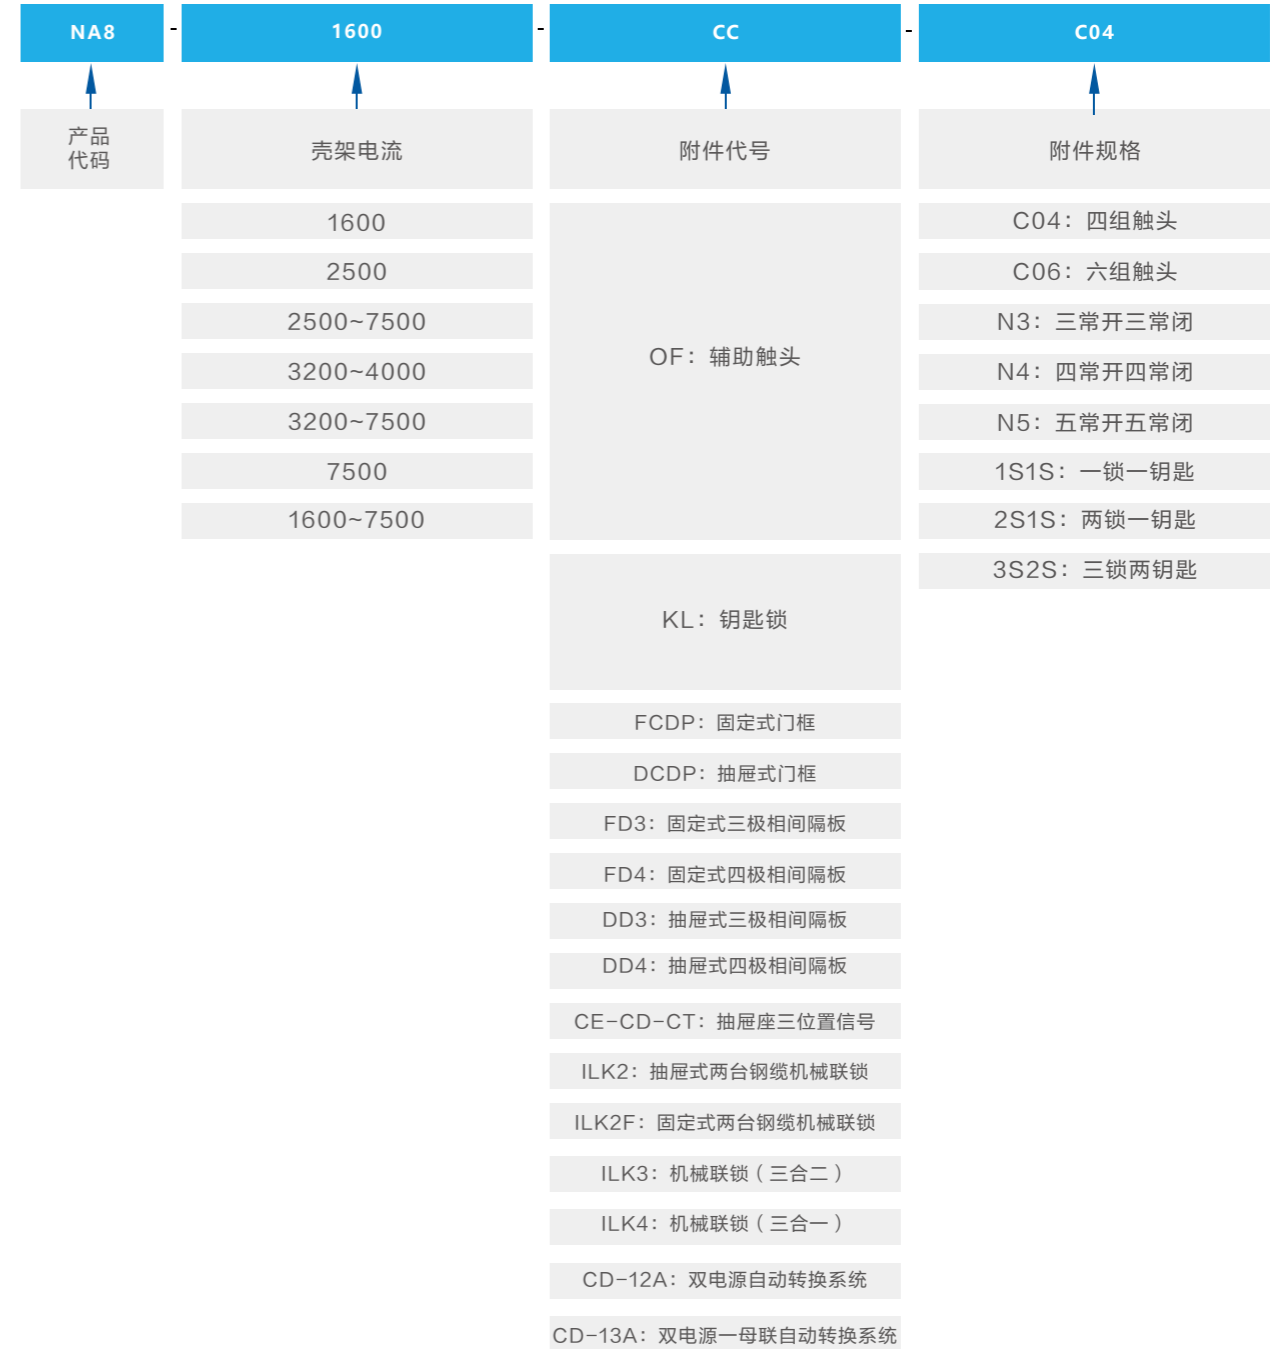 NA8 - 1600 - CC - C04
产品
代码
壳架电流
附件代号
附件规格
1600
2500
2500~7500
3200~4000
3200~7500
7500
1600~7500
OF：辅助触头
KL：钥匙锁
FCDP：固定式门框
DCDP：抽屉式门框
FD3：固定式三极相间隔板
FD4：固定式四极相间隔板
DD3：抽屉式三极相间隔板
DD4：抽屉式四极相间隔板
CE-CD-CT：抽屉座三位置信号
ILK2：抽屉式两台钢缆机械联锁
ILK2F：固定式两台钢缆机械联锁
ILK3：机械联锁（三合二）
ILK4：机械联锁（三合一）
CD-12A：双电源自动转换系统
CD-13A：双电源一母联自动转换系统
C04：四组触头
C06：六组触头
N3：三常开三常闭
N4：四常开四常闭
N5：五常开五常闭
1S1S：一锁一钥匙
2S1S：两锁一钥匙
3S2S：三锁两钥匙